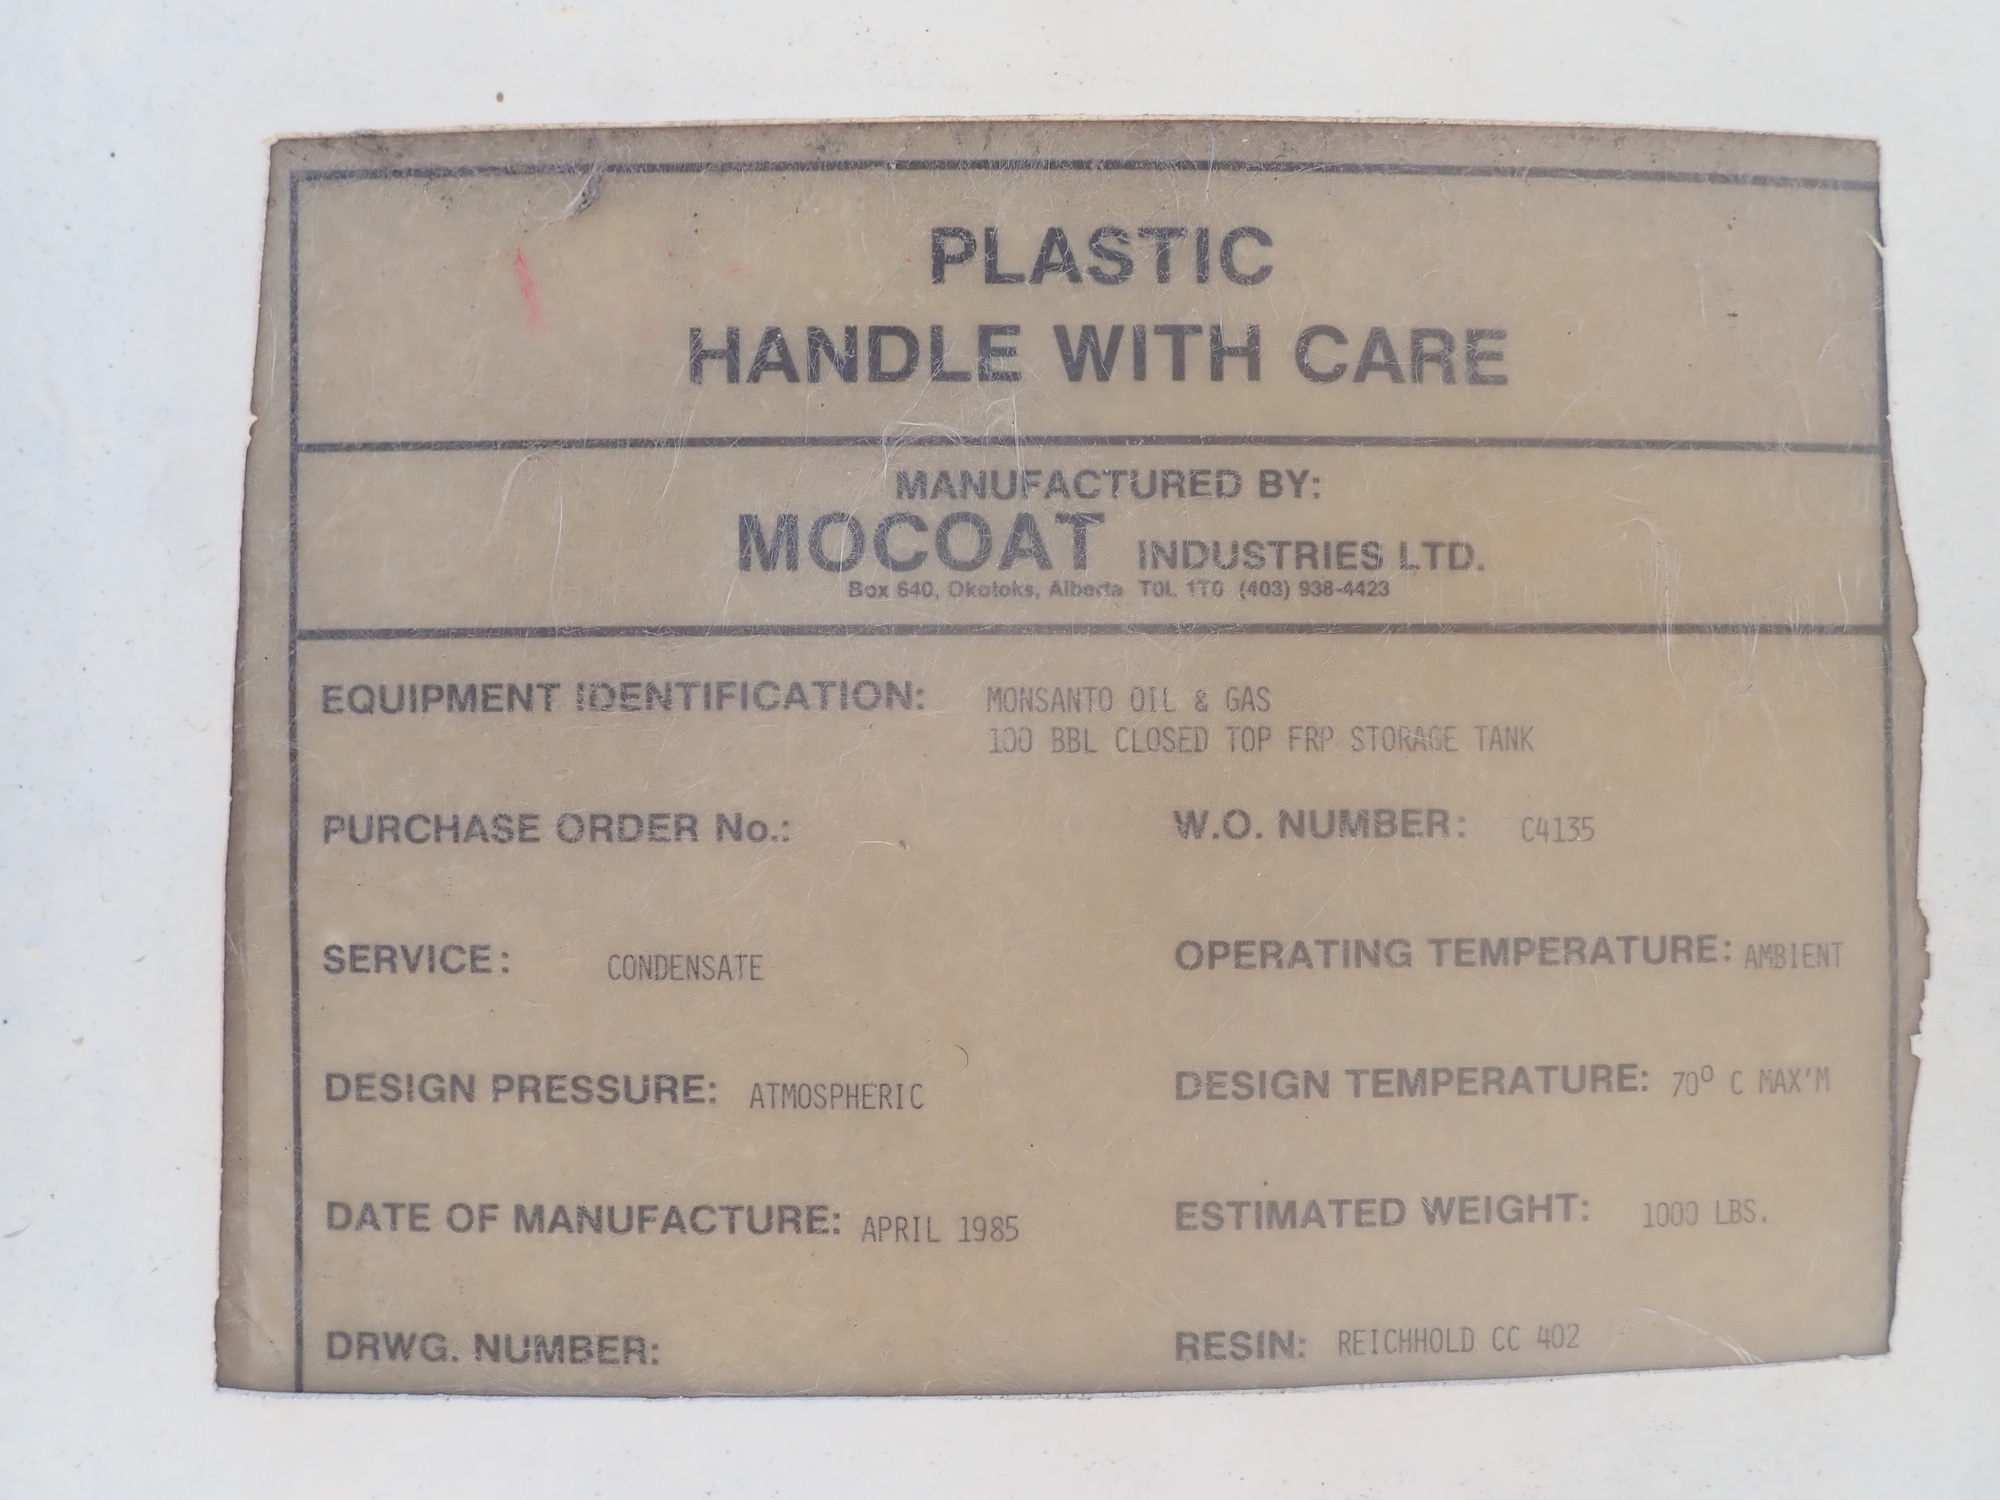 PLASTIC
HANDLE WITH CARE
MANUFACTURED BY:
MOCOAT INDUSTRIES LTD.
Box 640, Okotoks, Alberta T0L 1T0 (403) 938-4423
EQUIPMENT IDENTIFICATION: MONSANTO OIL & GAS
100 BBL CLOSED TOP FRP STORAGE TANK
PURCHASE ORDER No.: W.O. NUMBER: C4135
SERVICE: CONDENSATE OPERATING TEMPERATURE: AMBIENT
DESIGN PRESSURE: ATMOSPHERIC DESIGN TEMPERATURE: 70º C MAX'M
DATE OF MANUFACTURE: APRIL 1985 ESTIMATED WEIGHT: 1000 LBS.
DRWG. NUMBER: RESIN: REICHHOLD CC 402